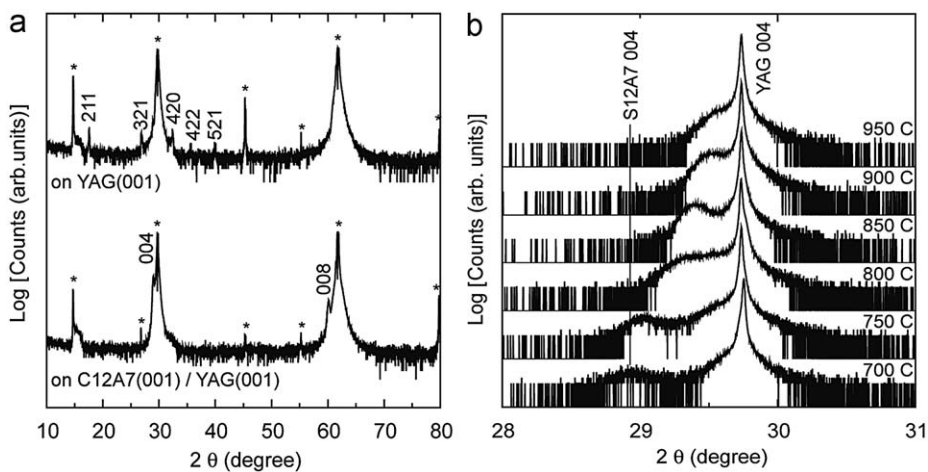 a
*
*
*
*
*
*
211
321
420
422
521
on YAG(001)
004
008
*
*
*
*
*
*
*
on C12A7(001) / YAG(001)
Log [Counts (arb.units)]
10 20 30 40 50 60 70 80
2 θ (degree)
b
S12A7 004
YAG 004
950 C
900 C
850 C
800 C
750 C
700 C
Log [Counts (arb. units)]
28 29 30 31
2 θ (degree)